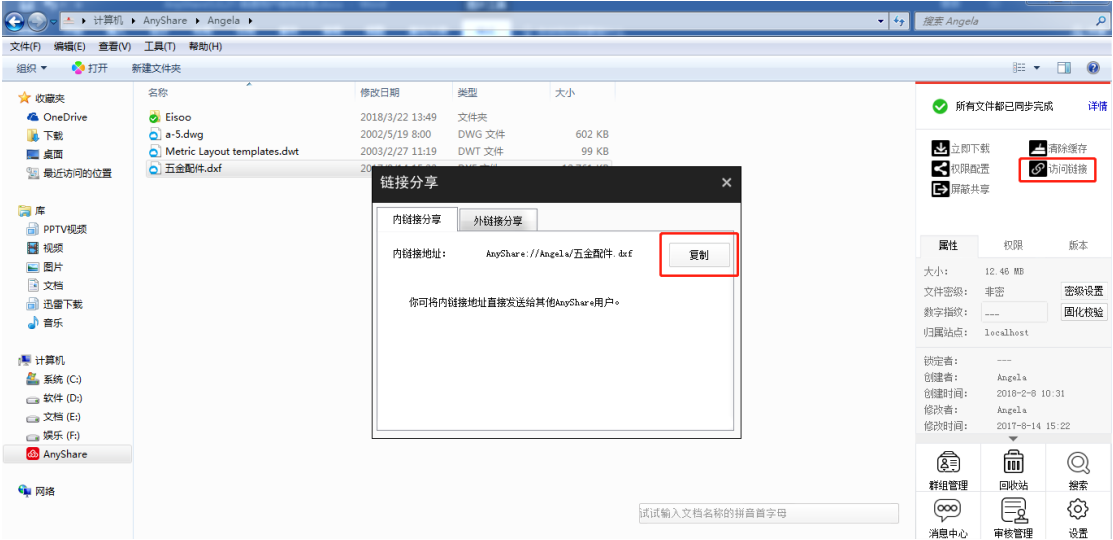 计算机 ▸ AnyShare ▸ Angela ▸
搜索 Angela
文件(F) 编辑(E) 查看(V) 工具(T) 帮助(H)
组织 打开 新建文件夹
收藏夹
OneDrive
下载
桌面
最近访问的位置
库
PPTV视频
视频
图片
文档
迅雷下载
音乐
计算机
系统 (C:)
软件 (D:)
文档 (E:)
娱乐 (F:)
AnyShare
网络
名称 修改日期 类型 大小
Eisoo 2018/3/22 13:49 文件夹
a-5.dwg 2002/5/19 8:00 DWG 文件 602 KB
Metric Layout templates.dwt 2003/2/27 11:19 DWT 文件 99 KB
五金配件.dxf
链接分享
内链接分享 外链接分享
内链接地址: AnyShare://Angela/五金配件.dxf 复制
你可将内链接地址直接发送给其他AnyShare用户。
试试输入文档名称的拼音首字母
所有文件都已同步完成 详情
立即下载 清除缓存
权限配置 访问链接
屏蔽共享
属性 权限 版本
大小: 12.46 MB
文件密级: 非密 密级设置
数字指纹: --- 固化校验
归属站点: localhost
锁定者: ---
创建者: Angela
创建时间: 2018-2-8 10:31
修改者: Angela
修改时间: 2017-8-14 15:22
群组管理 回收站 搜索
消息中心 审核管理 设置